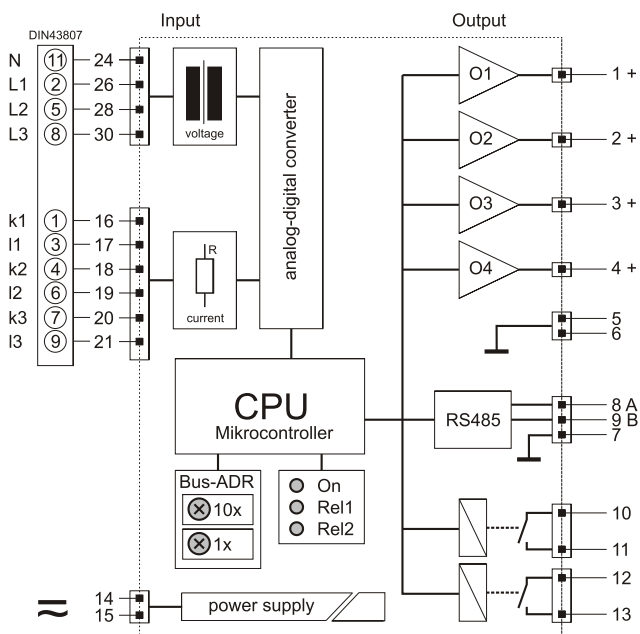 Input
Output
DIN43807
N 11 24
L1 2 26
L2 5 28
L3 8 30
voltage
analog-digital converter
O1 1 +
O2 2 +
O3 3 +
O4 4 +
k1 1 16
l1 3 17
k2 4 18
l2 6 19
k3 7 20
l3 9 21
R
current
5
6
CPU
Mikrocontroller
RS485
8 A
9 B
7
Bus-ADR
10x
1x
On
Rel1
Rel2
10
11
12
13
14
15
power supply